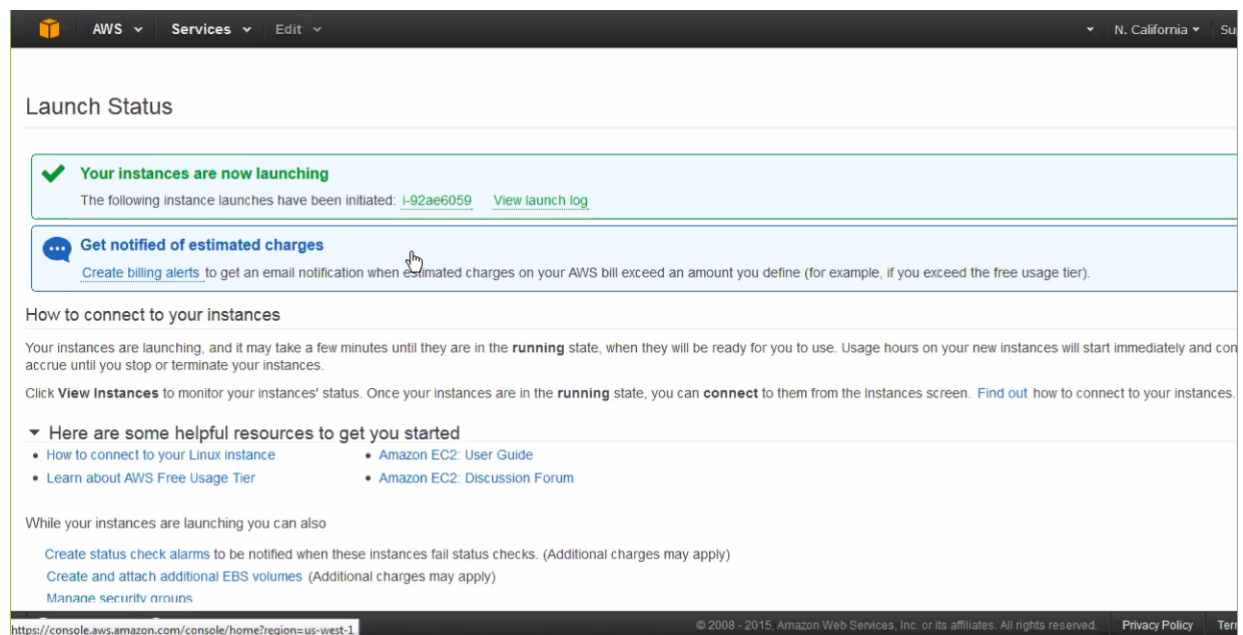 AWS Services Edit N. California Su
Launch Status
Your instances are now launching
The following instance launches have been initiated: i-92ae6059 View launch log
Get notified of estimated charges
Create billing alerts to get an email notification when estimated charges on your AWS bill exceed an amount you define (for example, if you exceed the free usage tier).
How to connect to your instances
Your instances are launching, and it may take a few minutes until they are in the running state, when they will be ready for you to use. Usage hours on your new instances will start immediately and con
accrue until you stop or terminate your instances.
Click View Instances to monitor your instances' status. Once your instances are in the running state, you can connect to them from the Instances screen. Find out how to connect to your instances.
Here are some helpful resources to get you started
How to connect to your Linux instance Amazon EC2: User Guide
Learn about AWS Free Usage Tier Amazon EC2: Discussion Forum
While your instances are launching you can also
Create status check alarms to be notified when these instances fail status checks. (Additional charges may apply)
Create and attach additional EBS volumes (Additional charges may apply)
Manage security groups
https://console.aws.amazon.com/console/home?region=us-west-1 © 2008 - 2015, Amazon Web Services, Inc. or its affiliates. All rights reserved. Privacy Policy Ter